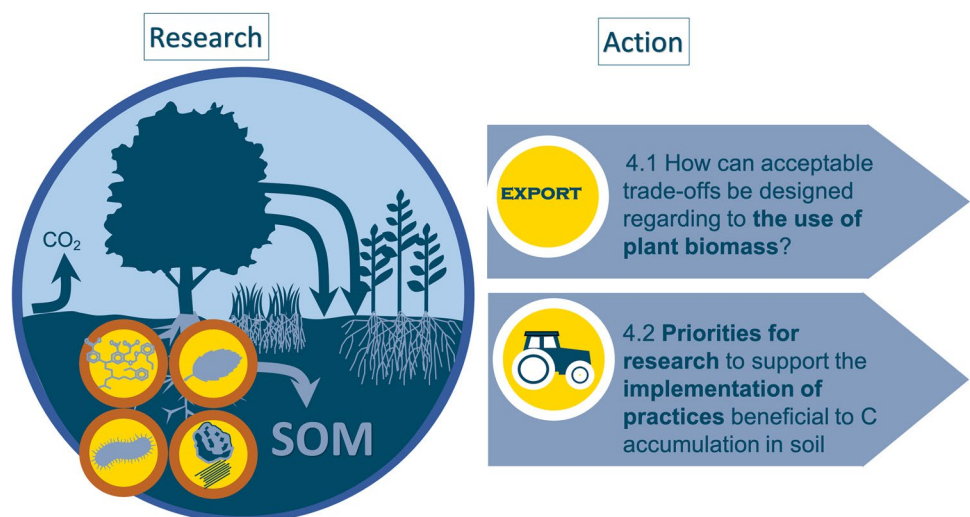 Research
Action
CO₂
SOM
EXPORT
4.1 How can acceptable
trade-offs be designed
regarding to the use of
plant biomass?
4.2 Priorities for
research to support the
implementation of
practices beneficial to C
accumulation in soil